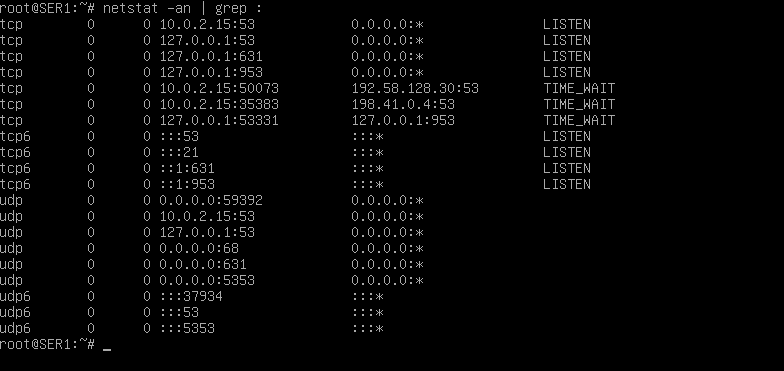 root@SER1:~# netstat -an | grep :
tcp 0 0 10.0.2.15:53 0.0.0.0:* LISTEN
tcp 0 0 127.0.0.1:53 0.0.0.0:* LISTEN
tcp 0 0 127.0.0.1:631 0.0.0.0:* LISTEN
tcp 0 0 127.0.0.1:953 0.0.0.0:* LISTEN
tcp 0 0 10.0.2.15:50073 192.58.128.30:53 TIME_WAIT
tcp 0 0 10.0.2.15:35383 198.41.0.4:53 TIME_WAIT
tcp 0 0 127.0.0.1:53331 127.0.0.1:953 TIME_WAIT
tcp6 0 0 :::53 :::* LISTEN
tcp6 0 0 :::21 :::* LISTEN
tcp6 0 0 ::1:631 :::* LISTEN
tcp6 0 0 ::1:953 :::* LISTEN
udp 0 0 0.0.0.0:59392 0.0.0.0:*
udp 0 0 10.0.2.15:53 0.0.0.0:*
udp 0 0 127.0.0.1:53 0.0.0.0:*
udp 0 0 0.0.0.0:68 0.0.0.0:*
udp 0 0 0.0.0.0:631 0.0.0.0:*
udp 0 0 0.0.0.0:5353 0.0.0.0:*
udp6 0 0 :::37934 :::*
udp6 0 0 :::53 :::*
udp6 0 0 :::5353 :::*
root@SER1:~# _